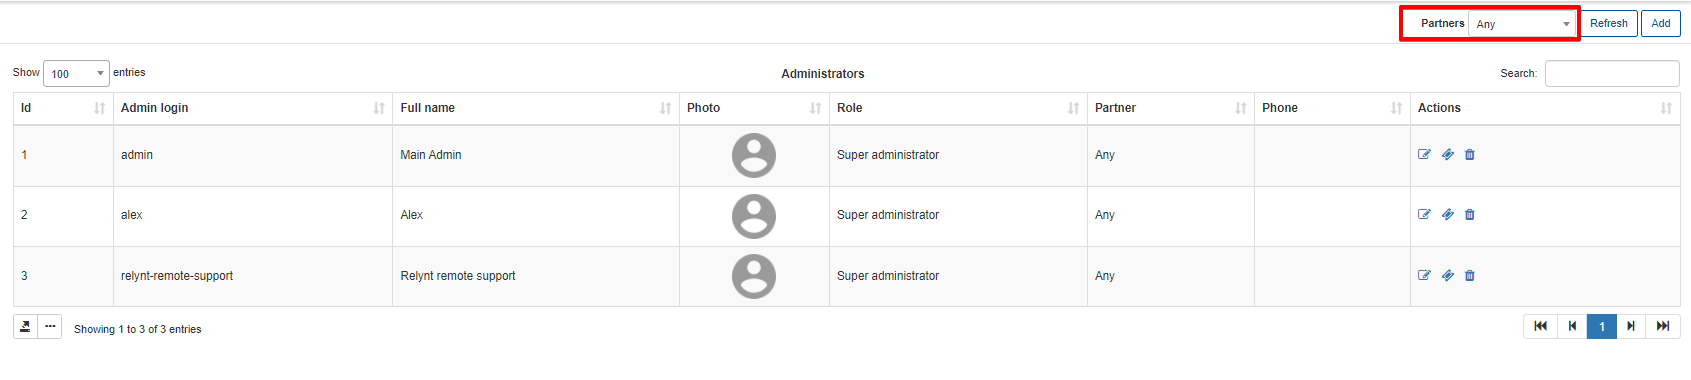 Partners Any Refresh Add
Show 100 entries Administrators Search:
Id Admin login Full name Photo Role Partner Phone Actions
1 admin Main Admin Super administrator Any
2 alex Alex Super administrator Any
3 relynt-remote-support Relynt remote support Super administrator Any
Showing 1 to 3 of 3 entries 1